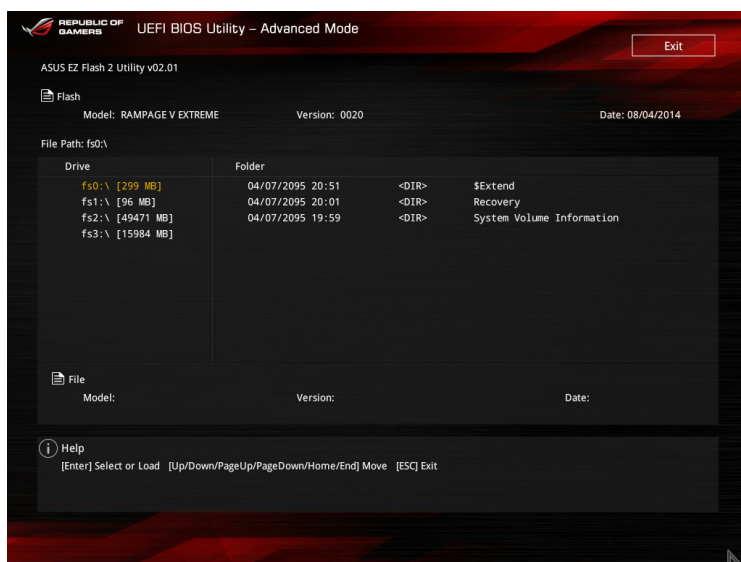 REPUBLIC OF GAMERS UEFI BIOS Utility – Advanced Mode
Exit
ASUS EZ Flash 2 Utility v02.01
Flash
Model: RAMPAGE V EXTREME Version: 0020 Date: 08/04/2014
File Path: fs0:\
Drive Folder
fs0:\ [299 MB] 04/07/2095 20:51 <DIR> $Extend
fs1:\ [96 MB] 04/07/2095 20:01 <DIR> Recovery
fs2:\ [49471 MB] 04/07/2095 19:59 <DIR> System Volume Information
fs3:\ [15984 MB]
File
Model: Version: Date:
Help
[Enter] Select or Load [Up/Down/PageUp/PageDown/Home/End] Move [ESC] Exit